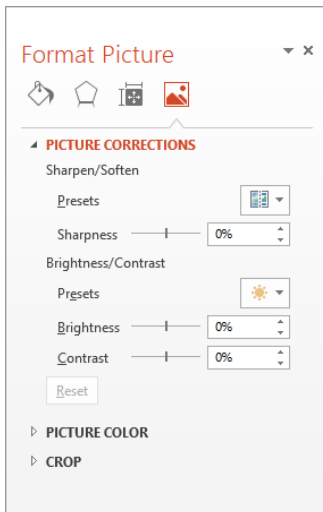 Format Picture
PICTURE CORRECTIONS
Sharpen/Soften
Presets
Sharpness 0%
Brightness/Contrast
Presets
Brightness 0%
Contrast 0%
Reset
PICTURE COLOR
CROP